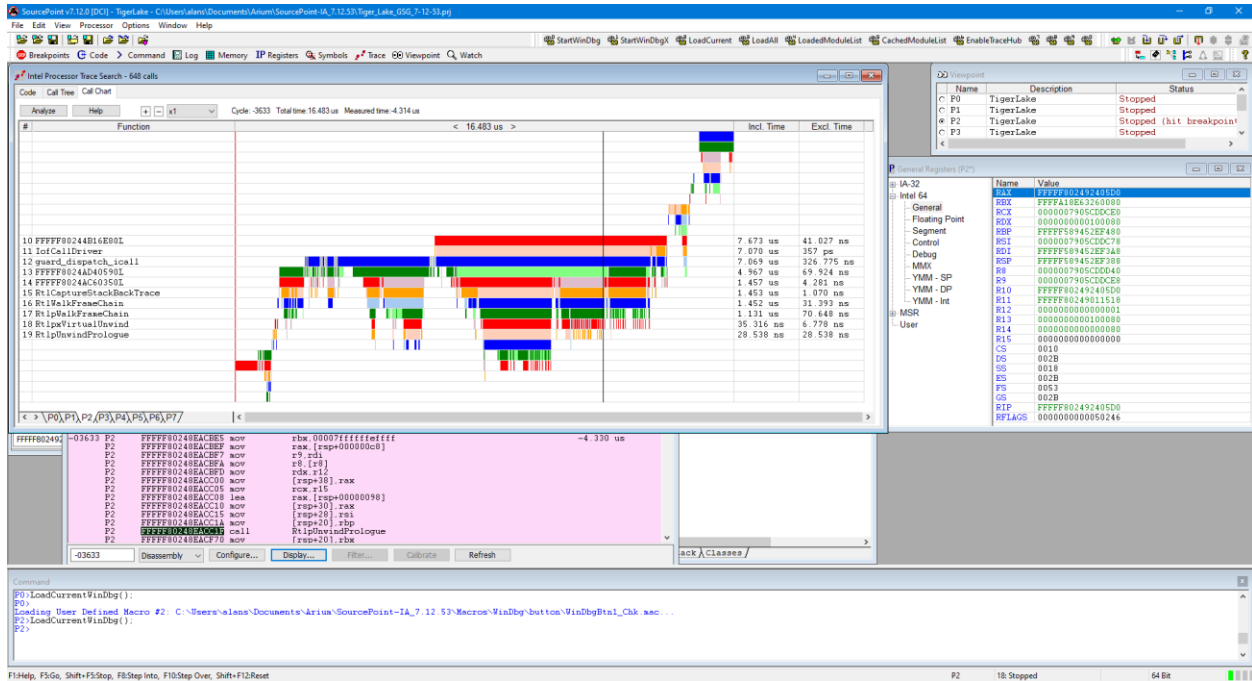 SourcePoint v7.12.0 [DCI] - TigerLake - C:\Users\alans\Documents\Arium\SourcePoint-IA_7.12.53\Tiger_Lake_GSG_7-12-53.prj
File Edit View Processor Options Window Help
StartWinDbg StartWinDbgX LoadCurrent LoadAll LoadedModuleList CachedModuleList EnableTraceHub
Breakpoints Code Command Log Memory IP Registers Symbols Trace Viewpoint Watch
Intel Processor Trace Search - 648 calls
Code Call Tree Call Chart
Analyze Help + - x1 Cycle: -3633 Total time:16.483 us Measured time:-4.314 us
# Function < 16.483 us > Incl. Time Excl. Time
10 FFFFF80244B16E80L 7.673 us 41.027 ns
11 IofCallDriver 7.070 us 357 ps
12 guard_dispatch_icall 7.069 us 326.775 ns
13 FFFFF8024AD40590L 4.967 us 69.924 ns
14 FFFFF8024AC60350L 1.457 us 4.281 ns
15 RtlCaptureStackBackTrace 1.453 us 1.070 ns
16 RtlWalkFrameChain 1.452 us 31.393 ns
17 RtlpWalkFrameChain 1.131 us 70.648 ns
18 RtlpxVirtualUnwind 35.316 ns 6.778 ns
19 RtlpUnwindPrologue 28.538 ns 28.538 ns
< > \P0\P1\P2/P3\P4\P5\P6\P7/
Viewpoint
Name Description Status
P0 TigerLake Stopped
P1 TigerLake Stopped
P2 TigerLake Stopped (hit breakpoint
P3 TigerLake Stopped
General Registers (P2*)
IA-32
Intel 64
General
Floating Point
Segment
Control
Debug
MMX
YMM - SP
YMM - DP
YMM - Int
MSR
User
Name Value
RAX FFFFF802492405D0
RBX FFFFA18E63260080
RCX 0000007905CDDCE0
RDX 0000000000100080
RBP FFFFF589452EF480
RSI 0000007905CDDC78
RDI FFFFF589452EF3A8
RSP FFFFF589452EF388
R8 0000007905CDDD40
R9 0000007905CDDCE8
R10 FFFFF802492405D0
R11 FFFFF80249011518
R12 0000000000000001
R13 0000000000100080
R14 0000000000000080
R15 0000000000000000
CS 0010
DS 002B
SS 0018
ES 002B
FS 0053
GS 002B
RIP FFFFF802492405D0
RFLAGS 0000000000050246
FFFFF802492
-03633 P2 FFFFF80248EACBE5 mov rbx,00007ffffffeffff -4.330 us
P2 FFFFF80248EACBEF mov rax,[rsp+000000c8]
P2 FFFFF80248EACBF7 mov r9,rdi
P2 FFFFF80248EACBFA mov r8,[r8]
P2 FFFFF80248EACBFD mov rdx,r12
P2 FFFFF80248EACC00 mov [rsp+38],rax
P2 FFFFF80248EACC05 mov rcx,r15
P2 FFFFF80248EACC08 lea rax,[rsp+00000098]
P2 FFFFF80248EACC10 mov [rsp+30],rax
P2 FFFFF80248EACC15 mov [rsp+28],rsi
P2 FFFFF80248EACC1A mov [rsp+20],rbp
P2 FFFFF80248EACC1F call RtlpUnwindPrologue
P2 FFFFF80248EACF70 mov [rsp+20],rbx
-03633 Disassembly Configure... Display... Filter... Calibrate Refresh
ack \Classes/
Command
P0>LoadCurrentWinDbg();
P0>
Loading User Defined Macro #2: C:\Users\alans\Documents\Arium\SourcePoint-IA_7.12.53\Macros\WinDbg\button\WinDbgBtn1_Chk.mac...
P2>LoadCurrentWinDbg();
P2>
F1:Help, F5:Go, Shift+F5:Stop, F8:Step Into, F10:Step Over, Shift+F12:Reset P2 18: Stopped 64 Bit